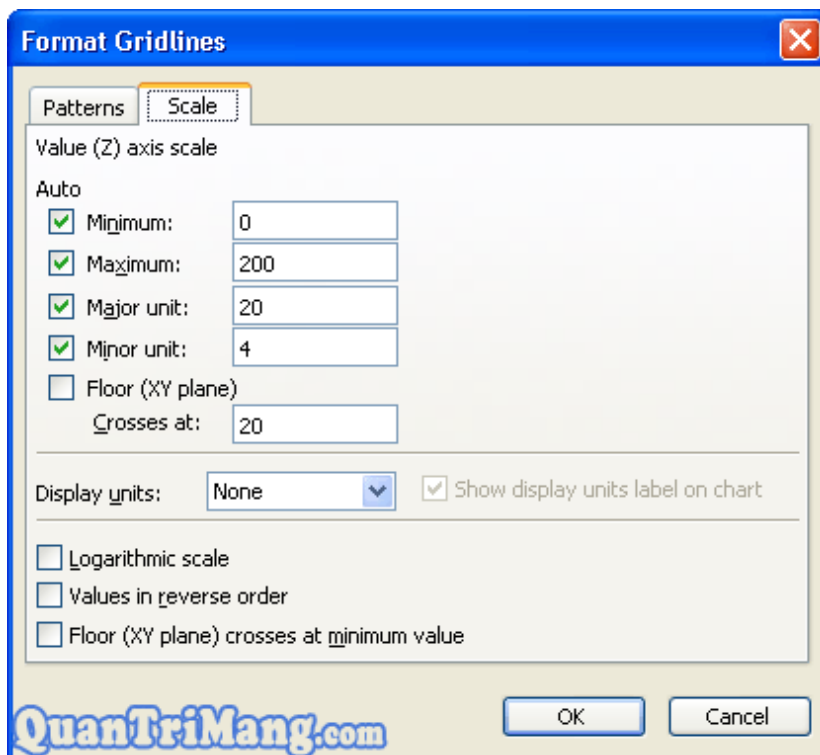 Format Gridlines
Patterns Scale
Value (Z) axis scale
Auto
Minimum: 0
Maximum: 200
Major unit: 20
Minor unit: 4
Floor (XY plane)
Crosses at: 20
Display units: None Show display units label on chart
Logarithmic scale
Values in reverse order
Floor (XY plane) crosses at minimum value
QuanTriMang.com OK Cancel